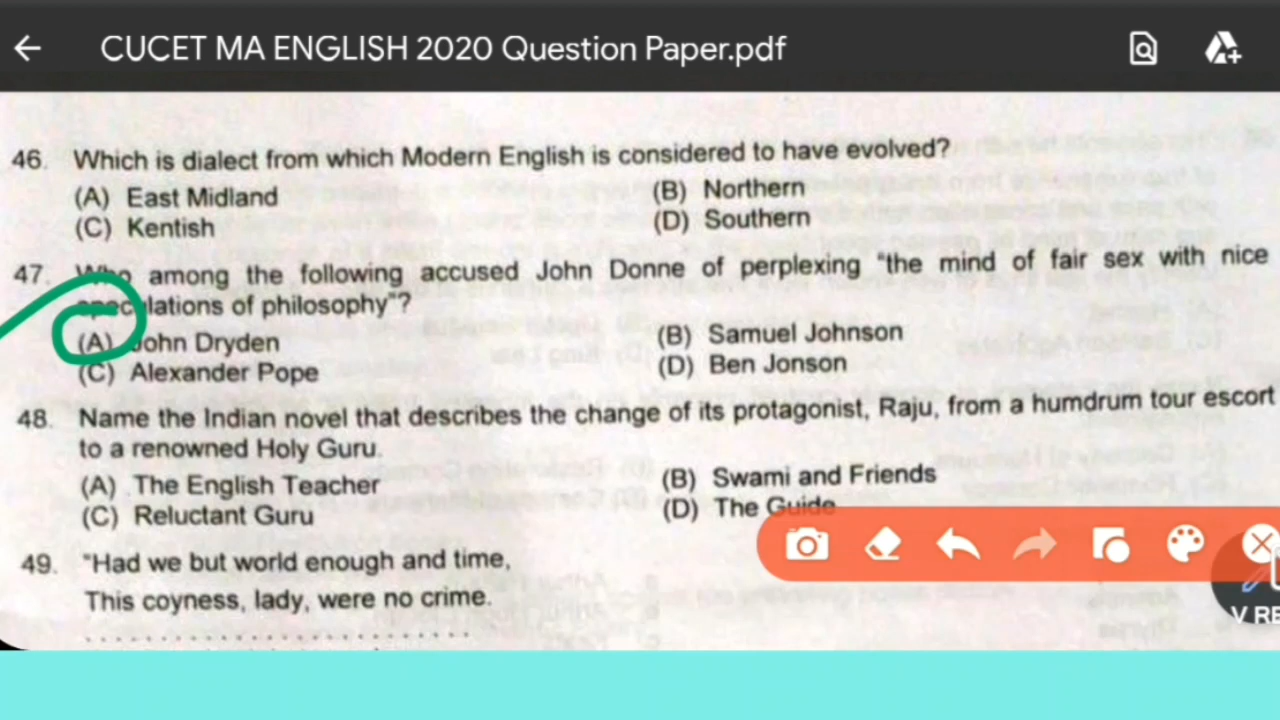 CUCET MA ENGLISH 2020 Question Paper.pdf
46. Which is dialect from which Modern English is considered to have evolved?
(A) East Midland (B) Northern
(C) Kentish (D) Southern
47. Who among the following accused John Donne of perplexing "the mind of fair sex with nice
speculations of philosophy"?
(A) John Dryden (B) Samuel Johnson
(C) Alexander Pope (D) Ben Jonson
48. Name the Indian novel that describes the change of its protagonist, Raju, from a humdrum tour escort
to a renowned Holy Guru.
(A) The English Teacher (B) Swami and Friends
(C) Reluctant Guru (D) The Guide
49. "Had we but world enough and time,
This coyness, lady, were no crime.
V RE